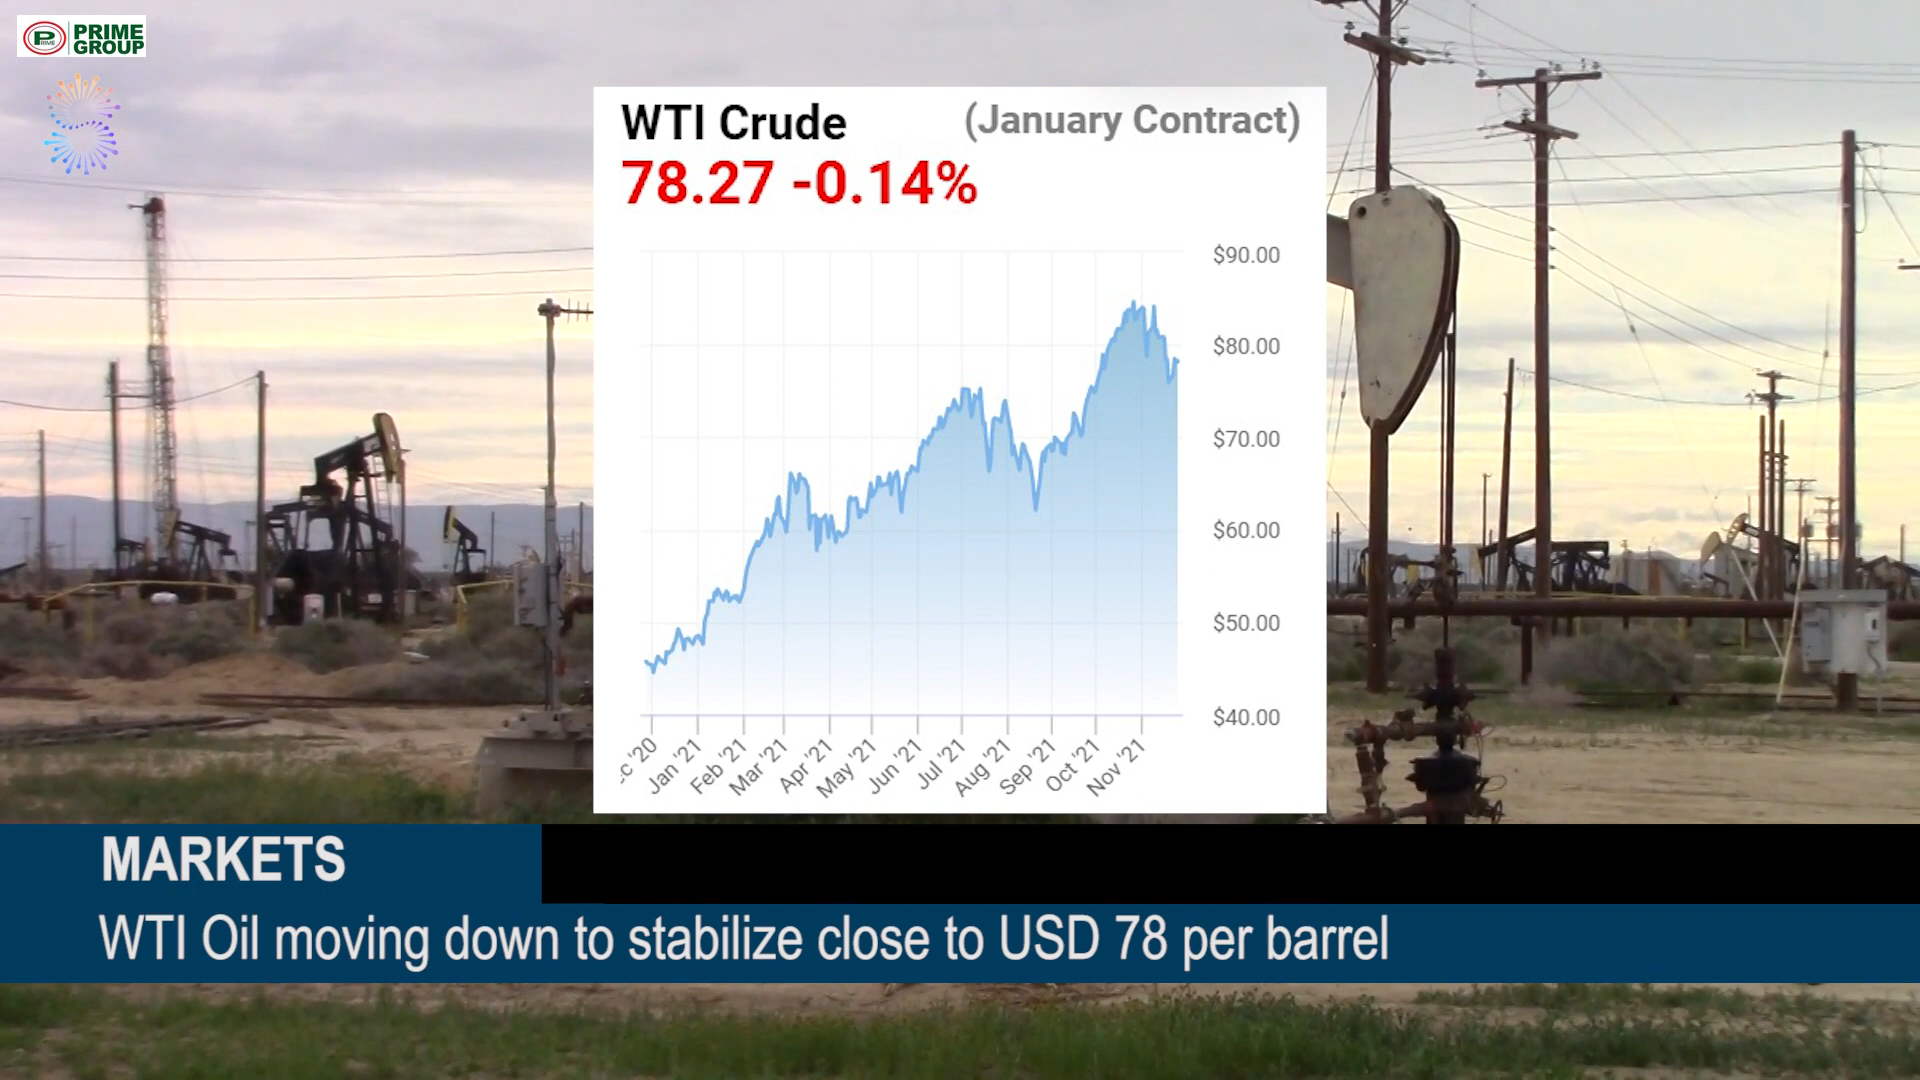 PRIME
GROUP
WTI Crude
(January Contract)
78.27 -0.14%
$90.00
$80.00
$70.00
$60.00
$50.00
$40.00
'20
Jan '21
Feb '21
Mar '21
Apr '21
May '21
Jun '21
Jul '21
Aug '21
Sep '21
Oct '21
Nov '21
MARKETS
WTI Oil moving down to stabilize close to USD 78 per barrel